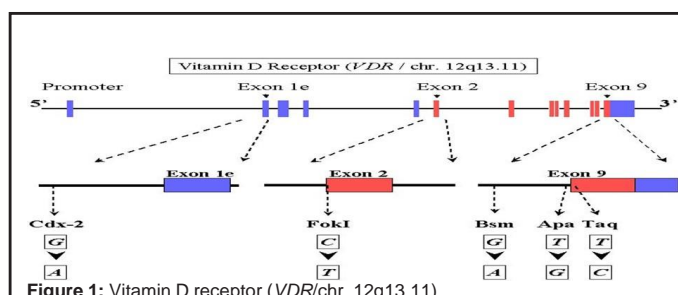 Vitamin D Receptor (VDR / chr. 12q13.11)
Promoter Exon 1e Exon 2 Exon 9
5’ 3’
Exon 1e Exon 2 Exon 9
Cdx-2 FokI Bsm Apa Taq
G C G T T
A T A G C
Figure 1: Vitamin D receptor (VDR/chr. 12q13.11)